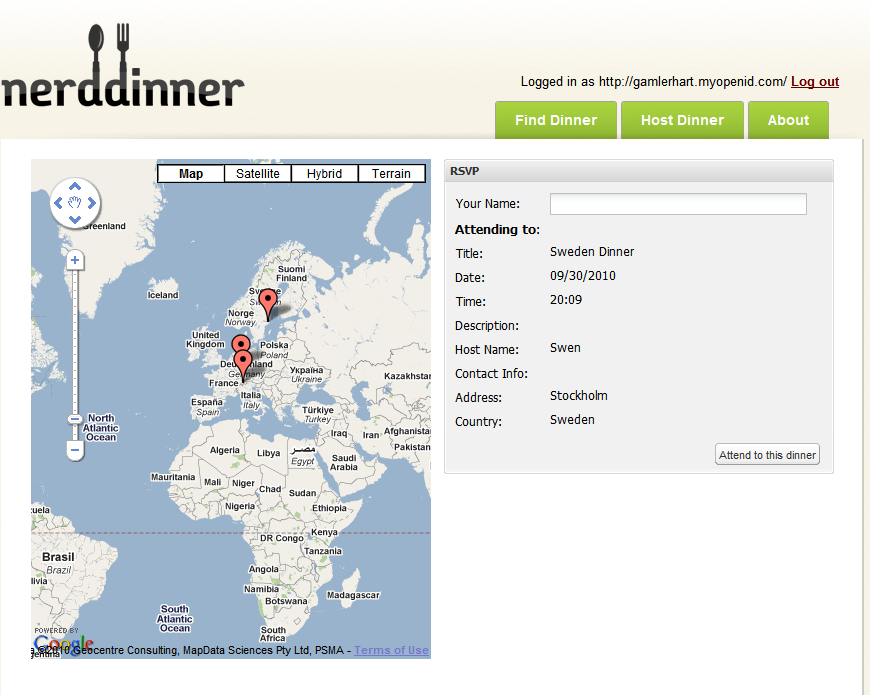 nerddinner
Logged in as http://gamlerhart.myopenid.com/ Log out
Find Dinner Host Dinner About
Map Satellite Hybrid Terrain
Greenland
Iceland
Suomi
Finland
Norge
Norway
United
Kingdom
Polska
Poland
Germany
France
Україна
Ukraine
Kazakhstan
Italia
Italy
España
Spain
Türkiye
Turkey
North
Atlantic
Ocean
Iraq Iran Afghanistan
Pakistan
Algeria Libya مصر
Egypt
Saudi
Arabia
Mauritania Mali Niger Chad Sudan
Nigeria Ethiopia
Kenya
DR Congo
Tanzania
Brasil
Brazil
Angola
Namibia
Botswana
Madagascar
South
Atlantic
Ocean
South
Africa
POWERED BY
Google
©2010 Geocentre Consulting, MapData Sciences Pty Ltd, PSMA - Terms of Use
RSVP
Your Name:
Attending to:
Title: Sweden Dinner
Date: 09/30/2010
Time: 20:09
Description:
Host Name: Swen
Contact Info:
Address: Stockholm
Country: Sweden
Attend to this dinner